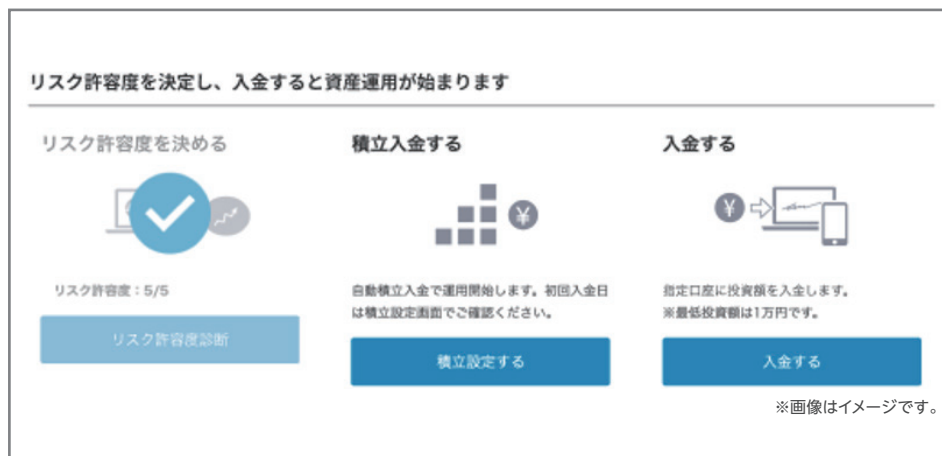 リスク許容度を決定し、入金すると資産運用が始まります
リスク許容度を決める
リスク許容度：5/5
リスク許容度診断
積立入金する
¥
自動積立入金で運用開始します。初回入金日
は積立設定画面でご確認ください。
積立設定する
入金する
¥
指定口座に投資額を入金します。
※最低投資額は1万円です。
入金する
※画像はイメージです。